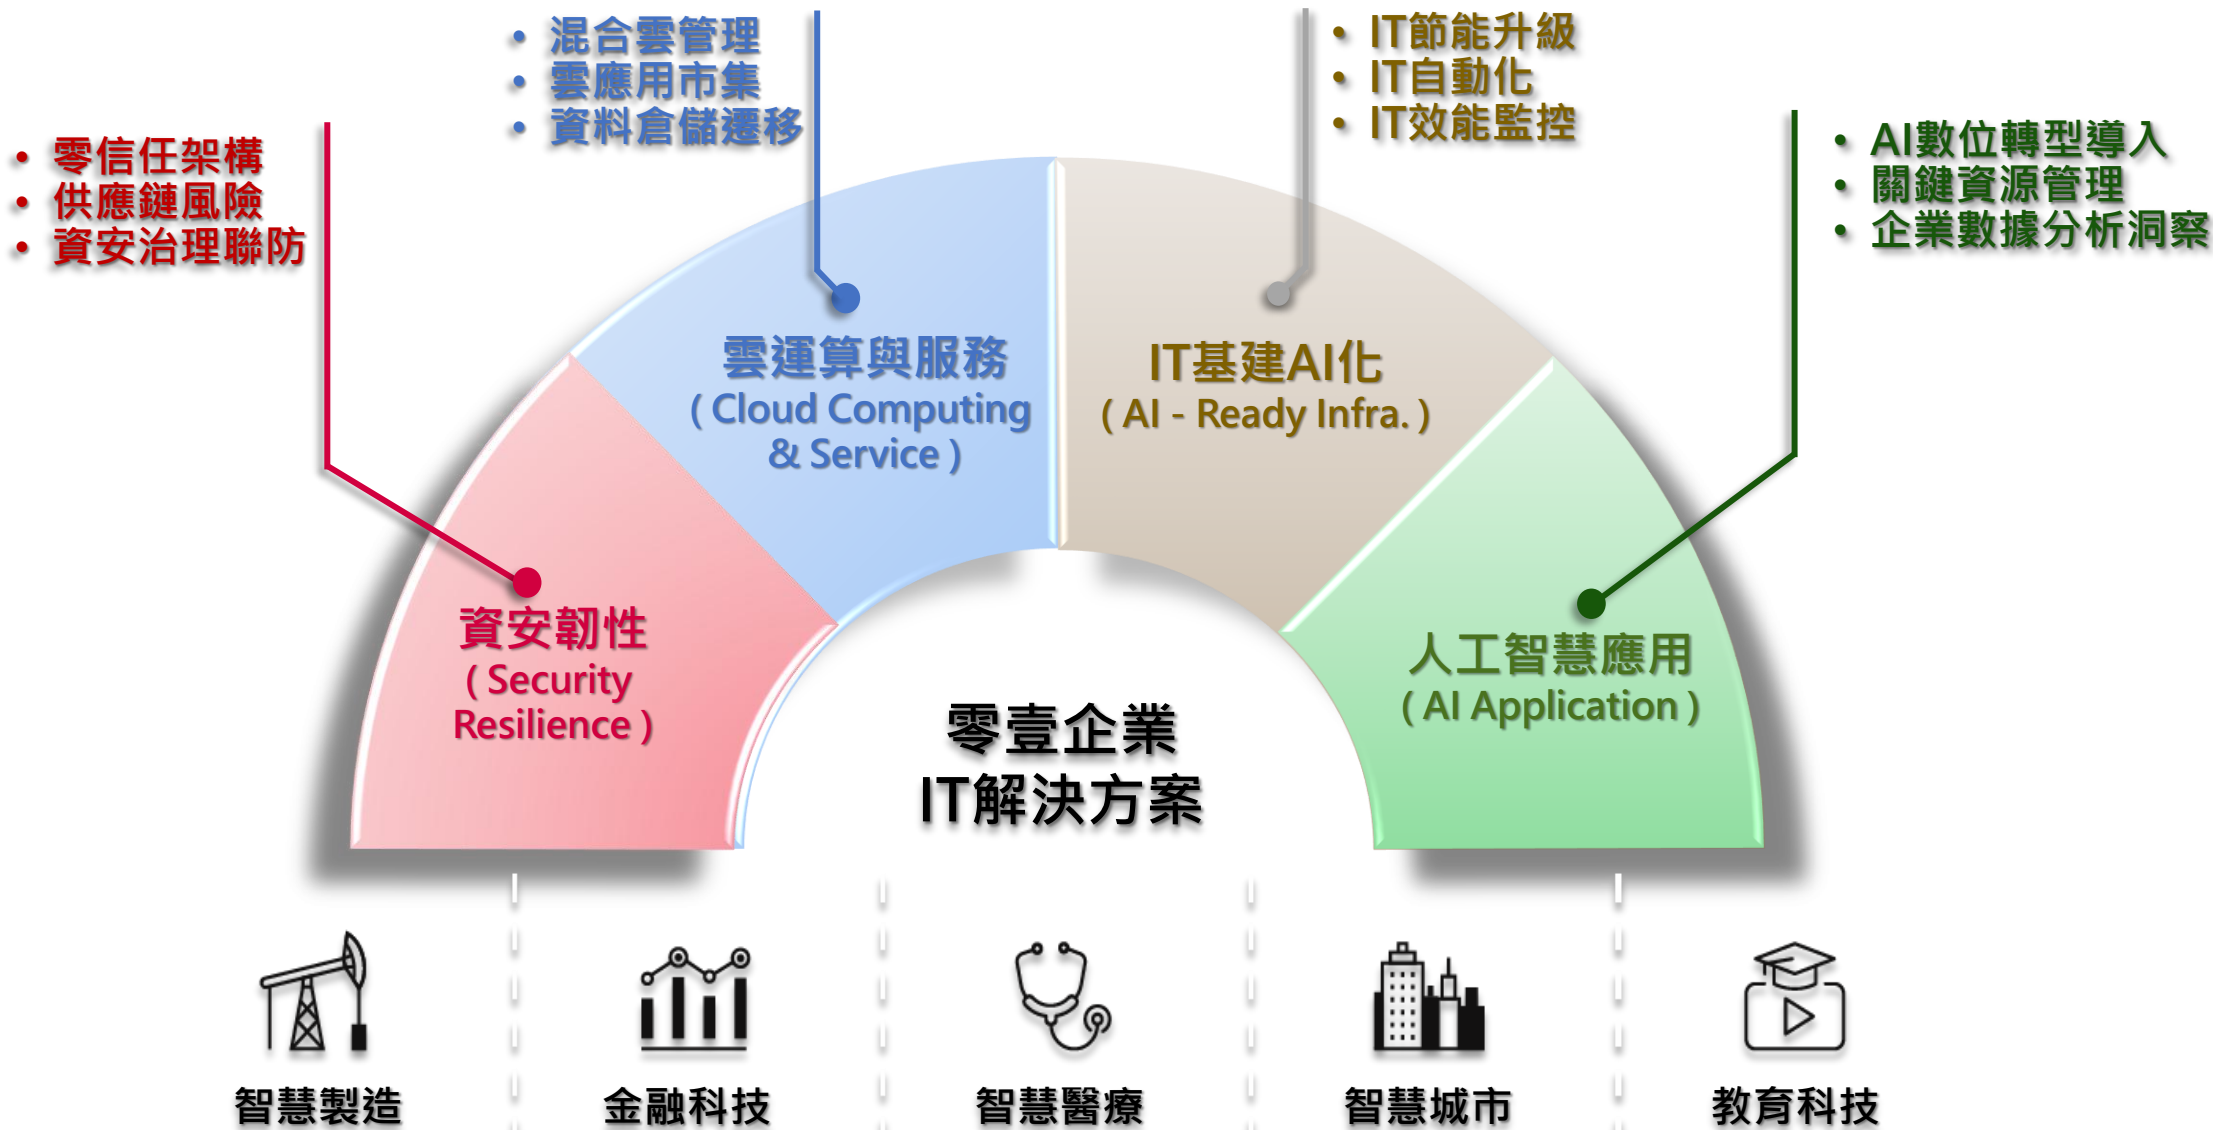 • 零信任架構
• 供應鏈風險
• 資安治理聯防
• 混合雲管理
• 雲應用市集
• 資料倉儲遷移
• IT節能升級
• IT自動化
• IT效能監控
• AI數位轉型導入
• 關鍵資源管理
• 企業數據分析洞察
資安韌性
( Security
Resilience )
雲運算與服務
( Cloud Computing
& Service )
IT基建AI化
( AI - Ready Infra. )
人工智慧應用
( AI Application )
零壹企業
IT解決方案
智慧製造
金融科技
智慧醫療
智慧城市
教育科技